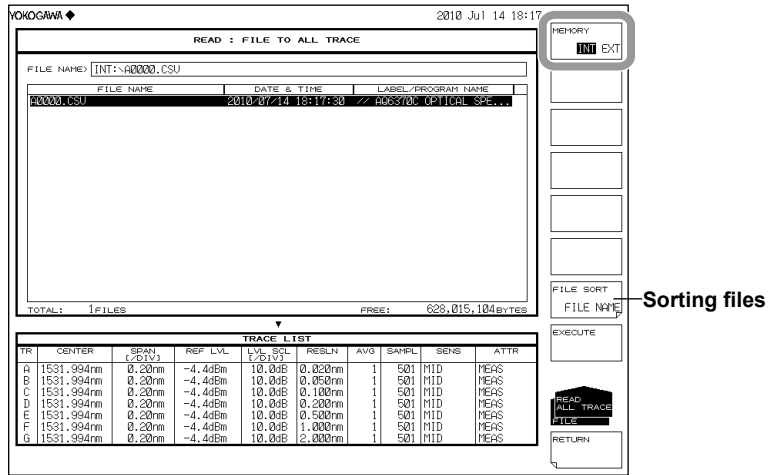 YOKOGAWA ◆ 2010 Jul 14 18:17
READ : FILE TO ALL TRACE
FILE NAME> INT:\A0000.CSV
FILE NAME DATE & TIME LABEL/PROGRAM NAME
A0000.CSV 2010/07/14 18:17:30 // AQ6370C OPTICAL SPE...
TOTAL: 1FILES FREE: 628,015,104BYTES
▼
TRACE LIST
TR CENTER SPAN [/DIV] REF LVL LVL SCL [/DIV] RESLN AVG SAMPL SENS ATTR
A 1531.994nm 0.20nm -4.4dBm 10.0dB 0.020nm 1 501 MID MEAS
B 1531.994nm 0.20nm -4.4dBm 10.0dB 0.050nm 1 501 MID MEAS
C 1531.994nm 0.20nm -4.4dBm 10.0dB 0.100nm 1 501 MID MEAS
D 1531.994nm 0.20nm -4.4dBm 10.0dB 0.200nm 1 501 MID MEAS
E 1531.994nm 0.20nm -4.4dBm 10.0dB 0.500nm 1 501 MID MEAS
F 1531.994nm 0.20nm -4.4dBm 10.0dB 1.000nm 1 501 MID MEAS
G 1531.994nm 0.20nm -4.4dBm 10.0dB 2.000nm 1 501 MID MEAS
MEMORY
INT EXT
FILE SORT
FILE NAME
Sorting files
EXECUTE
READ
ALL TRACE
FILE
RETURN